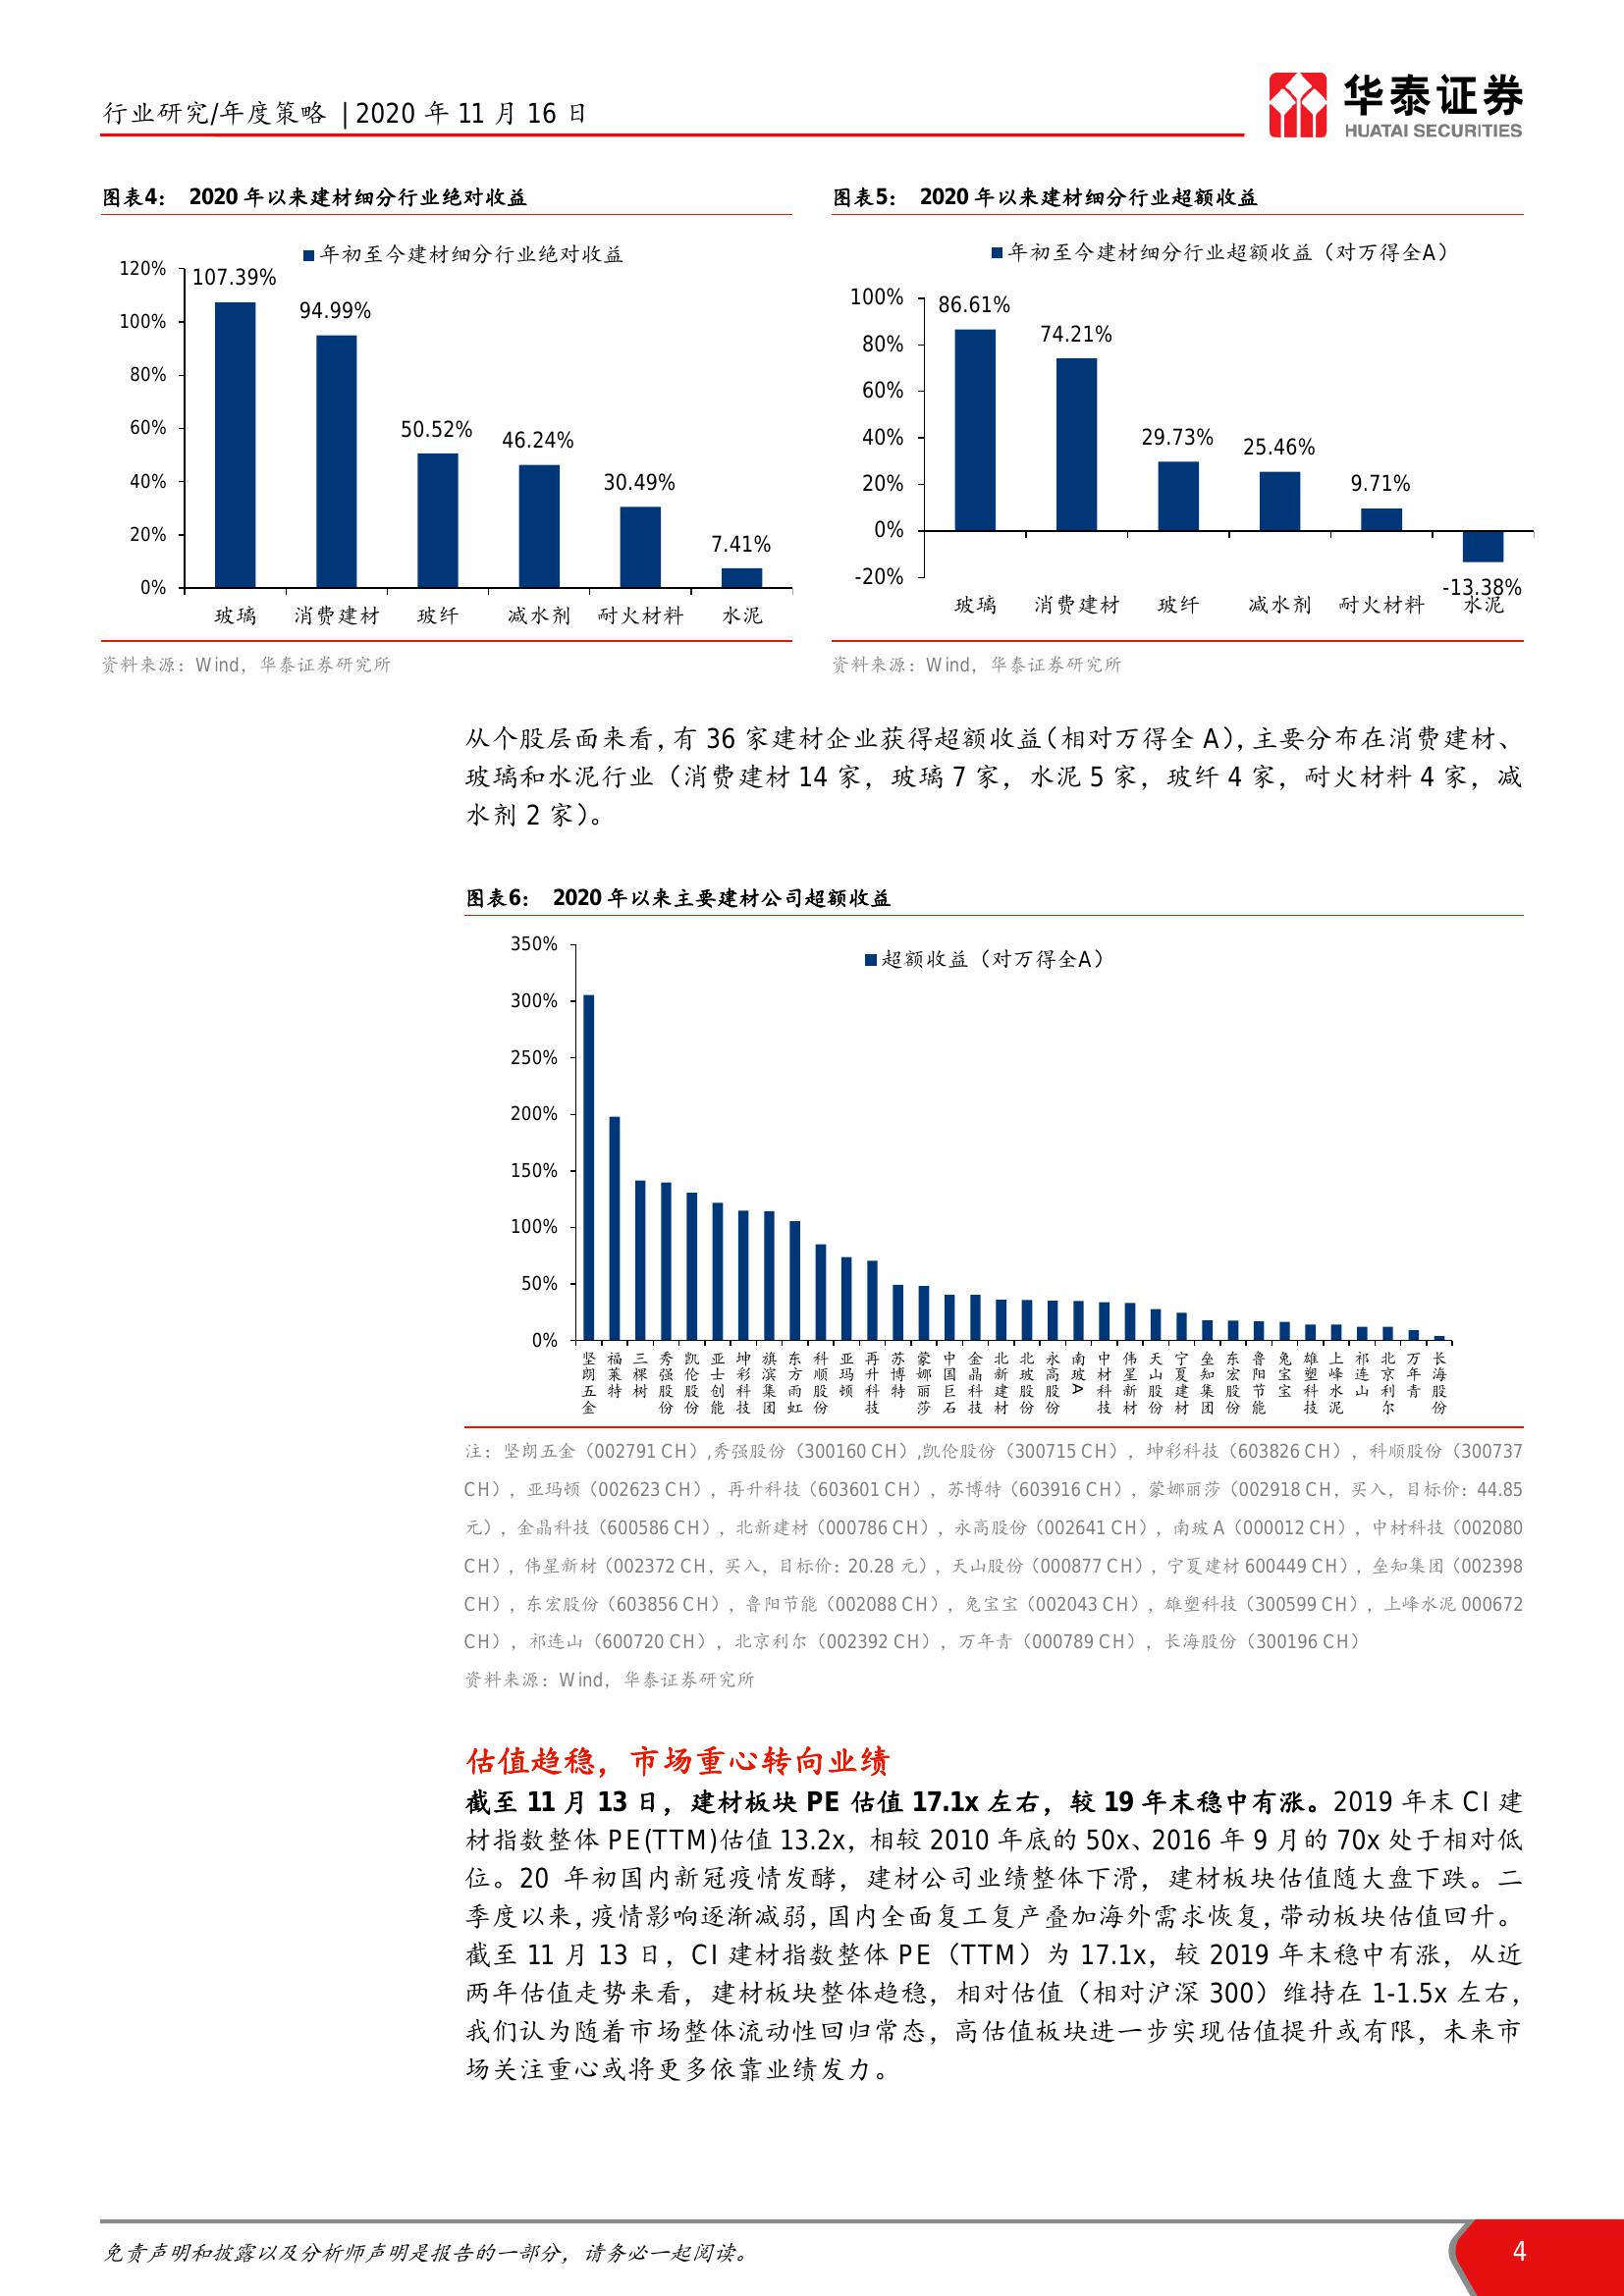 行业研究/年度策略 | 2020 年 11 月 16 日
华泰证券
HUATAI SECURITIES
图表4： 2020 年以来建材细分行业绝对收益
年初至今建材细分行业绝对收益
120%
100%
80%
60%
40%
20%
0%
107.39%
94.99%
50.52%
46.24%
30.49%
7.41%
玻璃 消费建材 玻纤 减水剂 耐火材料 水泥
资料来源：Wind，华泰证券研究所
图表5： 2020 年以来建材细分行业超额收益
年初至今建材细分行业超额收益（对万得全A）
100%
80%
60%
40%
20%
0%
-20%
86.61%
74.21%
29.73%
25.46%
9.71%
-13.38%
玻璃 消费建材 玻纤 减水剂 耐火材料 水泥
资料来源：Wind，华泰证券研究所
从个股层面来看，有 36 家建材企业获得超额收益（相对万得全 A），主要分布在消费建材、
玻璃和水泥行业（消费建材 14 家，玻璃 7 家，水泥 5 家，玻纤 4 家，耐火材料 4 家，减
水剂 2 家）。
图表6： 2020 年以来主要建材公司超额收益
超额收益（对万得全A）
350%
300%
250%
200%
150%
100%
50%
0%
坚朗五金 福莱特 三棵树 秀强股份 凯伦股份 亚士创能 坤彩科技 旗滨集团 东方雨虹 科顺股份 亚玛顿 再升科技 苏博特 蒙娜丽莎 中国巨石 金晶科技 北新建材 北玻股份 永高股份 南玻A 中材科技 伟星新材 天山股份 宁夏建材 垒知集团 东宏股份 鲁阳节能 兔宝宝 雄塑科技 上峰水泥 祁连山 北京利尔 万年青 长海股份
注：坚朗五金（002791 CH）,秀强股份（300160 CH）,凯伦股份（300715 CH），坤彩科技（603826 CH），科顺股份（300737
CH），亚玛顿（002623 CH），再升科技（603601 CH），苏博特（603916 CH），蒙娜丽莎（002918 CH，买入，目标价：44.85
元），金晶科技（600586 CH），北新建材（000786 CH），永高股份（002641 CH），南玻 A（000012 CH），中材科技（002080
CH），伟星新材（002372 CH，买入，目标价：20.28 元），天山股份（000877 CH），宁夏建材 600449 CH），垒知集团（002398
CH），东宏股份（603856 CH），鲁阳节能（002088 CH），兔宝宝（002043 CH），雄塑科技（300599 CH），上峰水泥 000672
CH），祁连山（600720 CH），北京利尔（002392 CH），万年青（000789 CH），长海股份（300196 CH）
资料来源：Wind，华泰证券研究所
估值趋稳，市场重心转向业绩
截至 11 月 13 日，建材板块 PE 估值 17.1x 左右，较 19 年末稳中有涨。2019 年末 CI 建
材指数整体 PE(TTM)估值 13.2x，相较 2010 年底的 50x、2016 年 9 月的 70x 处于相对低
位。20 年初国内新冠疫情发酵，建材公司业绩整体下滑，建材板块估值随大盘下跌。二
季度以来，疫情影响逐渐减弱，国内全面复工复产叠加海外需求恢复，带动板块估值回升。
截至 11 月 13 日，CI 建材指数整体 PE（TTM）为 17.1x，较 2019 年末稳中有涨，从近
两年估值走势来看，建材板块整体趋稳，相对估值（相对沪深 300）维持在 1-1.5x 左右，
我们认为随着市场整体流动性回归常态，高估值板块进一步实现估值提升或有限，未来市
场关注重心或将更多依靠业绩发力。
免责声明和披露以及分析师声明是报告的一部分，请务必一起阅读。
4